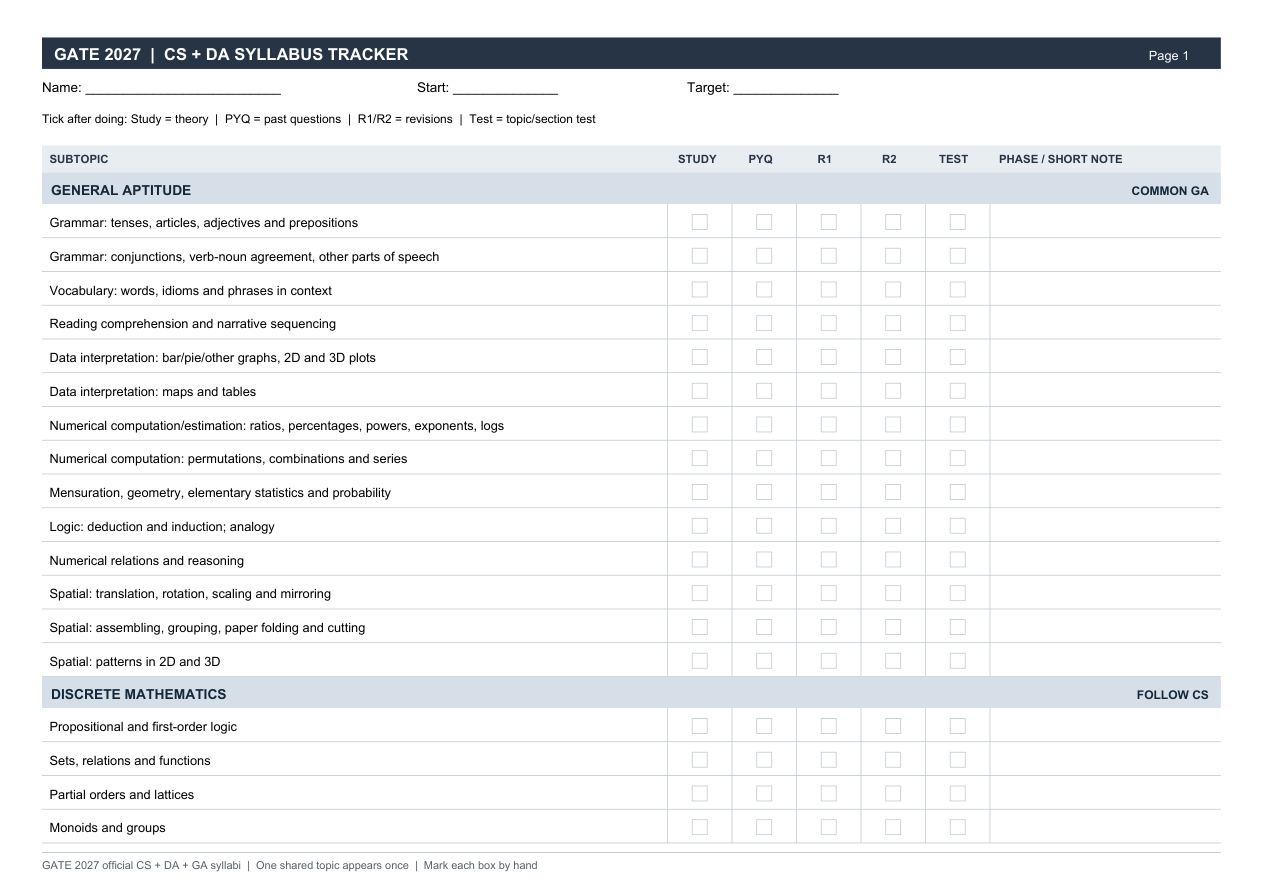 GATE 2027 | CS + DA SYLLABUS TRACKER Page 1
Name: __________________________ Start: ______________ Target: ______________
Tick after doing: Study = theory | PYQ = past questions | R1/R2 = revisions | Test = topic/section test
SUBTOPIC STUDY PYQ R1 R2 TEST PHASE / SHORT NOTE
GENERAL APTITUDE COMMON GA
Grammar: tenses, articles, adjectives and prepositions
Grammar: conjunctions, verb-noun agreement, other parts of speech
Vocabulary: words, idioms and phrases in context
Reading comprehension and narrative sequencing
Data interpretation: bar/pie/other graphs, 2D and 3D plots
Data interpretation: maps and tables
Numerical computation/estimation: ratios, percentages, powers, exponents, logs
Numerical computation: permutations, combinations and series
Mensuration, geometry, elementary statistics and probability
Logic: deduction and induction; analogy
Numerical relations and reasoning
Spatial: translation, rotation, scaling and mirroring
Spatial: assembling, grouping, paper folding and cutting
Spatial: patterns in 2D and 3D
DISCRETE MATHEMATICS FOLLOW CS
Propositional and first-order logic
Sets, relations and functions
Partial orders and lattices
Monoids and groups
GATE 2027 official CS + DA + GA syllabi | One shared topic appears once | Mark each box by hand